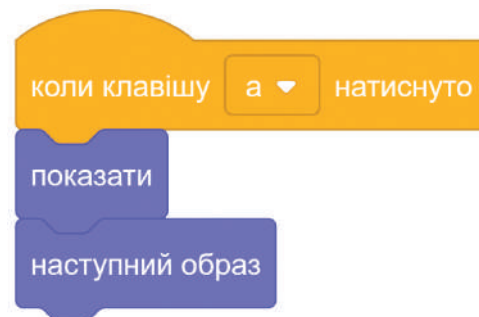 коли клавішу а натиснуто
показати
наступний образ